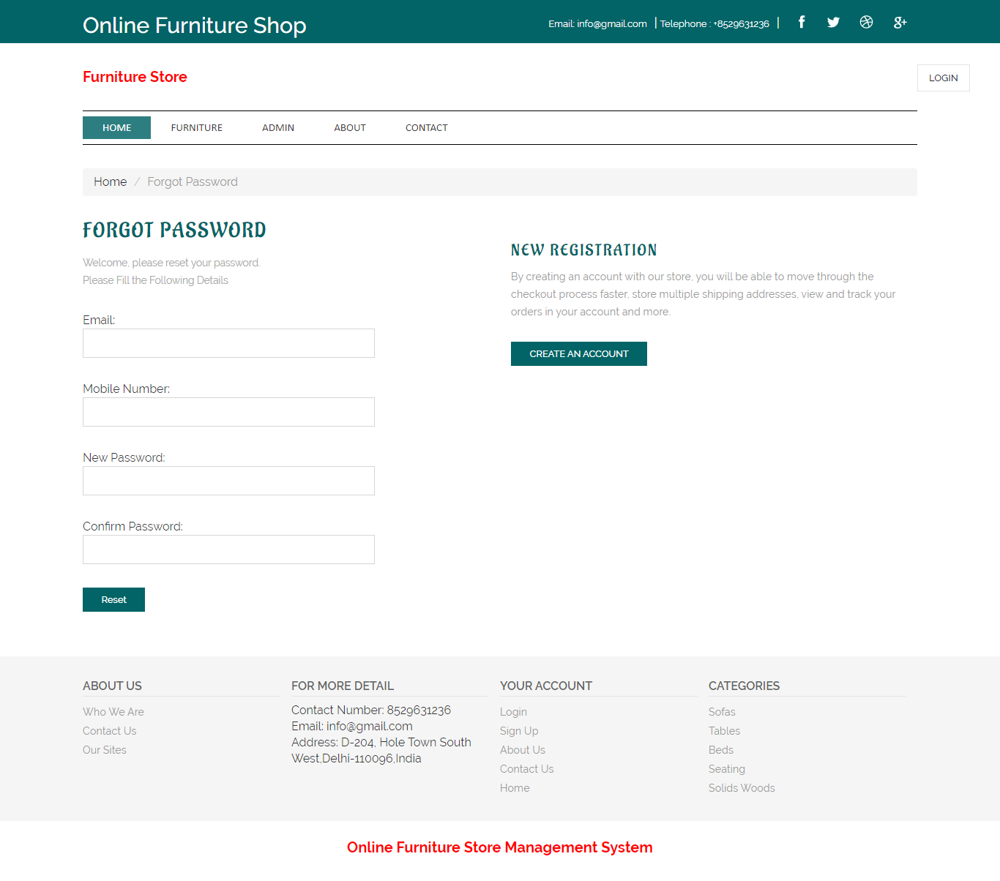 Online Furniture Shop
Email: info@gmail.com | Telephone : +8529631236 |
Furniture Store
LOGIN
HOME FURNITURE ADMIN ABOUT CONTACT
Home / Forgot Password
FORGOT PASSWORD
Welcome, please reset your password.
Please Fill the Following Details
Email:
Mobile Number:
New Password:
Confirm Password:
Reset
NEW REGISTRATION
By creating an account with our store, you will be able to move through the
checkout process faster, store multiple shipping addresses, view and track your
orders in your account and more.
CREATE AN ACCOUNT
ABOUT US
Who We Are
Contact Us
Our Sites
FOR MORE DETAIL
Contact Number: 8529631236
Email: info@gmail.com
Address: D-204, Hole Town South
West,Delhi-110096,India
YOUR ACCOUNT
Login
Sign Up
About Us
Contact Us
Home
CATEGORIES
Sofas
Tables
Beds
Seating
Solids Woods
Online Furniture Store Management System